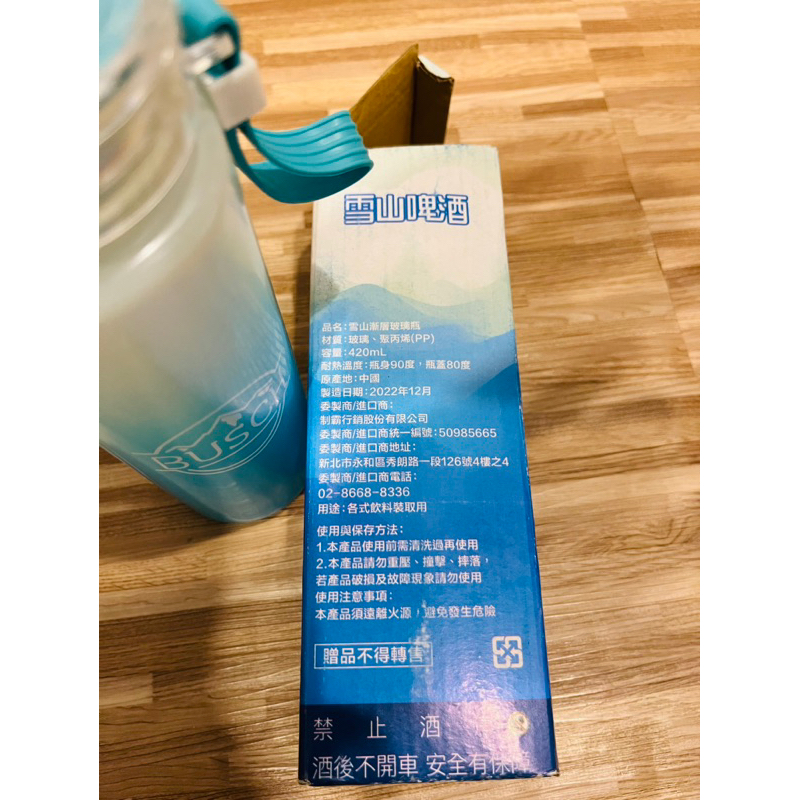 雪山啤酒
品名:雪山漸層玻璃瓶
材質:玻璃、聚丙烯(PP)
容量:420mL
耐熱溫度:瓶身90度,瓶蓋80度
原產地:中國
製造日期:2022年12月
委製商/進口商:
制霸行銷股份有限公司
委製商/進口商統一編號:50985665
委製商/進口商地址:
新北市永和區秀朗路一段126號4樓之4
委製商/進口商電話:
02-8668-8336
用途:各式飲料裝取用
使用與保存方法:
1.本產品使用前需清洗過再使用
2.本產品請勿重壓、撞擊、摔落,
若產品破損及故障現象請勿使用
使用注意事項:
本產品須遠離火源,避免發生危險
贈品不得轉售
禁止酒
酒後不開車 安全有保障
BUSCH